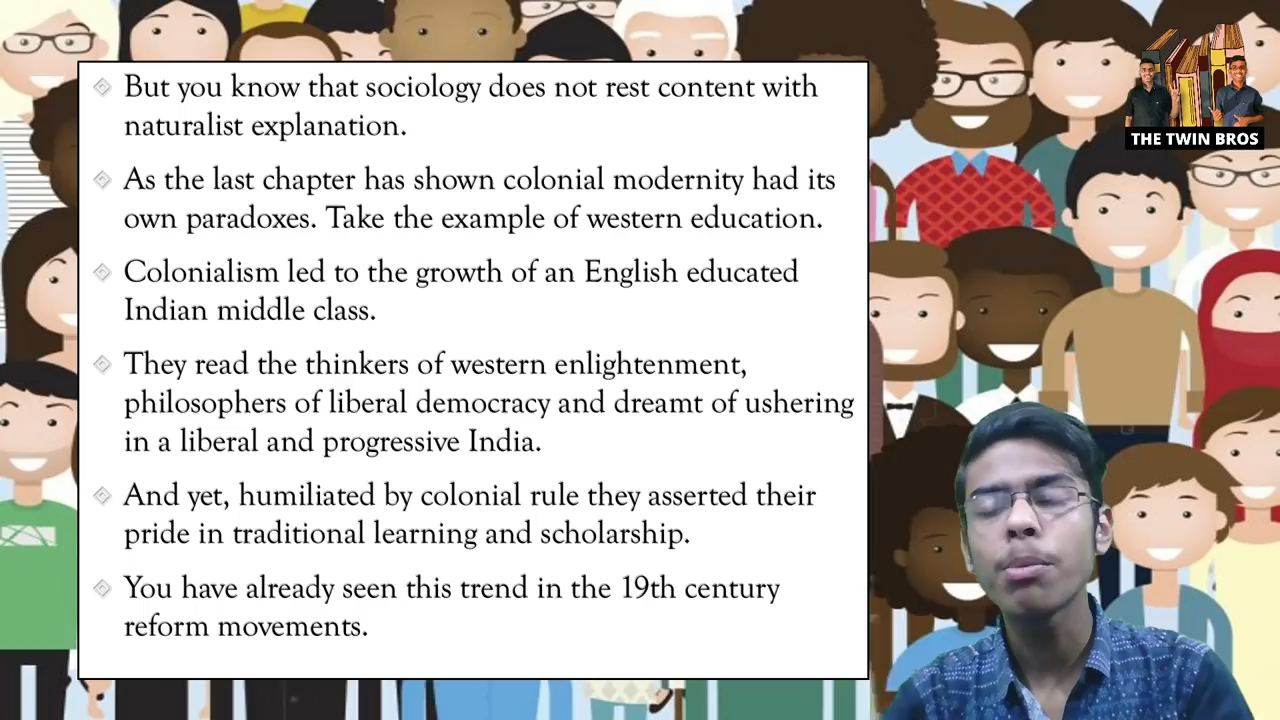 But you know that sociology does not rest content with
naturalist explanation.
As the last chapter has shown colonial modernity had its
own paradoxes. Take the example of western education.
Colonialism led to the growth of an English educated
Indian middle class.
They read the thinkers of western enlightenment,
philosophers of liberal democracy and dreamt of ushering
in a liberal and progressive India.
And yet, humiliated by colonial rule they asserted their
pride in traditional learning and scholarship.
You have already seen this trend in the 19th century
reform movements.
THE TWIN BROS